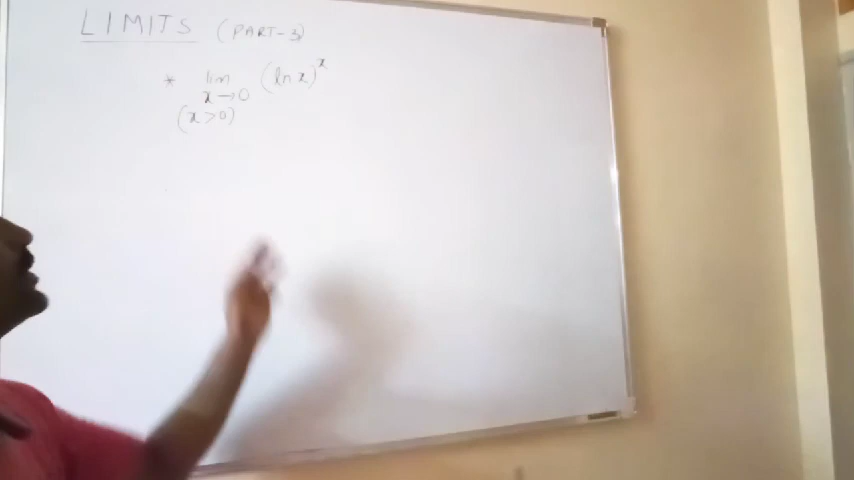 LIMITS (PART-3)
* lim (ln x)^x
x→0
(x>0)